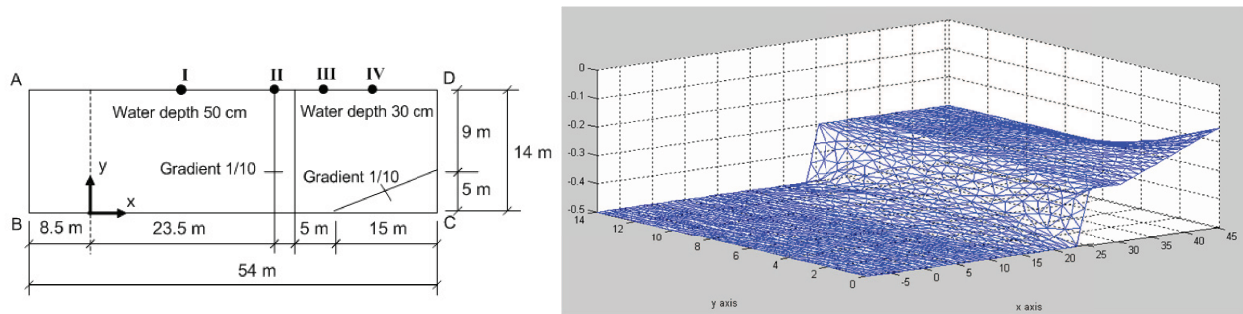 A
I
II
III
IV
D
Water depth 50 cm
Water depth 30 cm
9 m
14 m
Gradient 1/10
Gradient 1/10
5 m
y
x
B
C
8.5 m
23.5 m
5 m
15 m
54 m
0
-0.1
-0.2
-0.3
-0.4
-0.5
14
12
10
8
6
4
2
0
-5
0
5
10
15
20
25
30
35
40
45
y axis
x axis